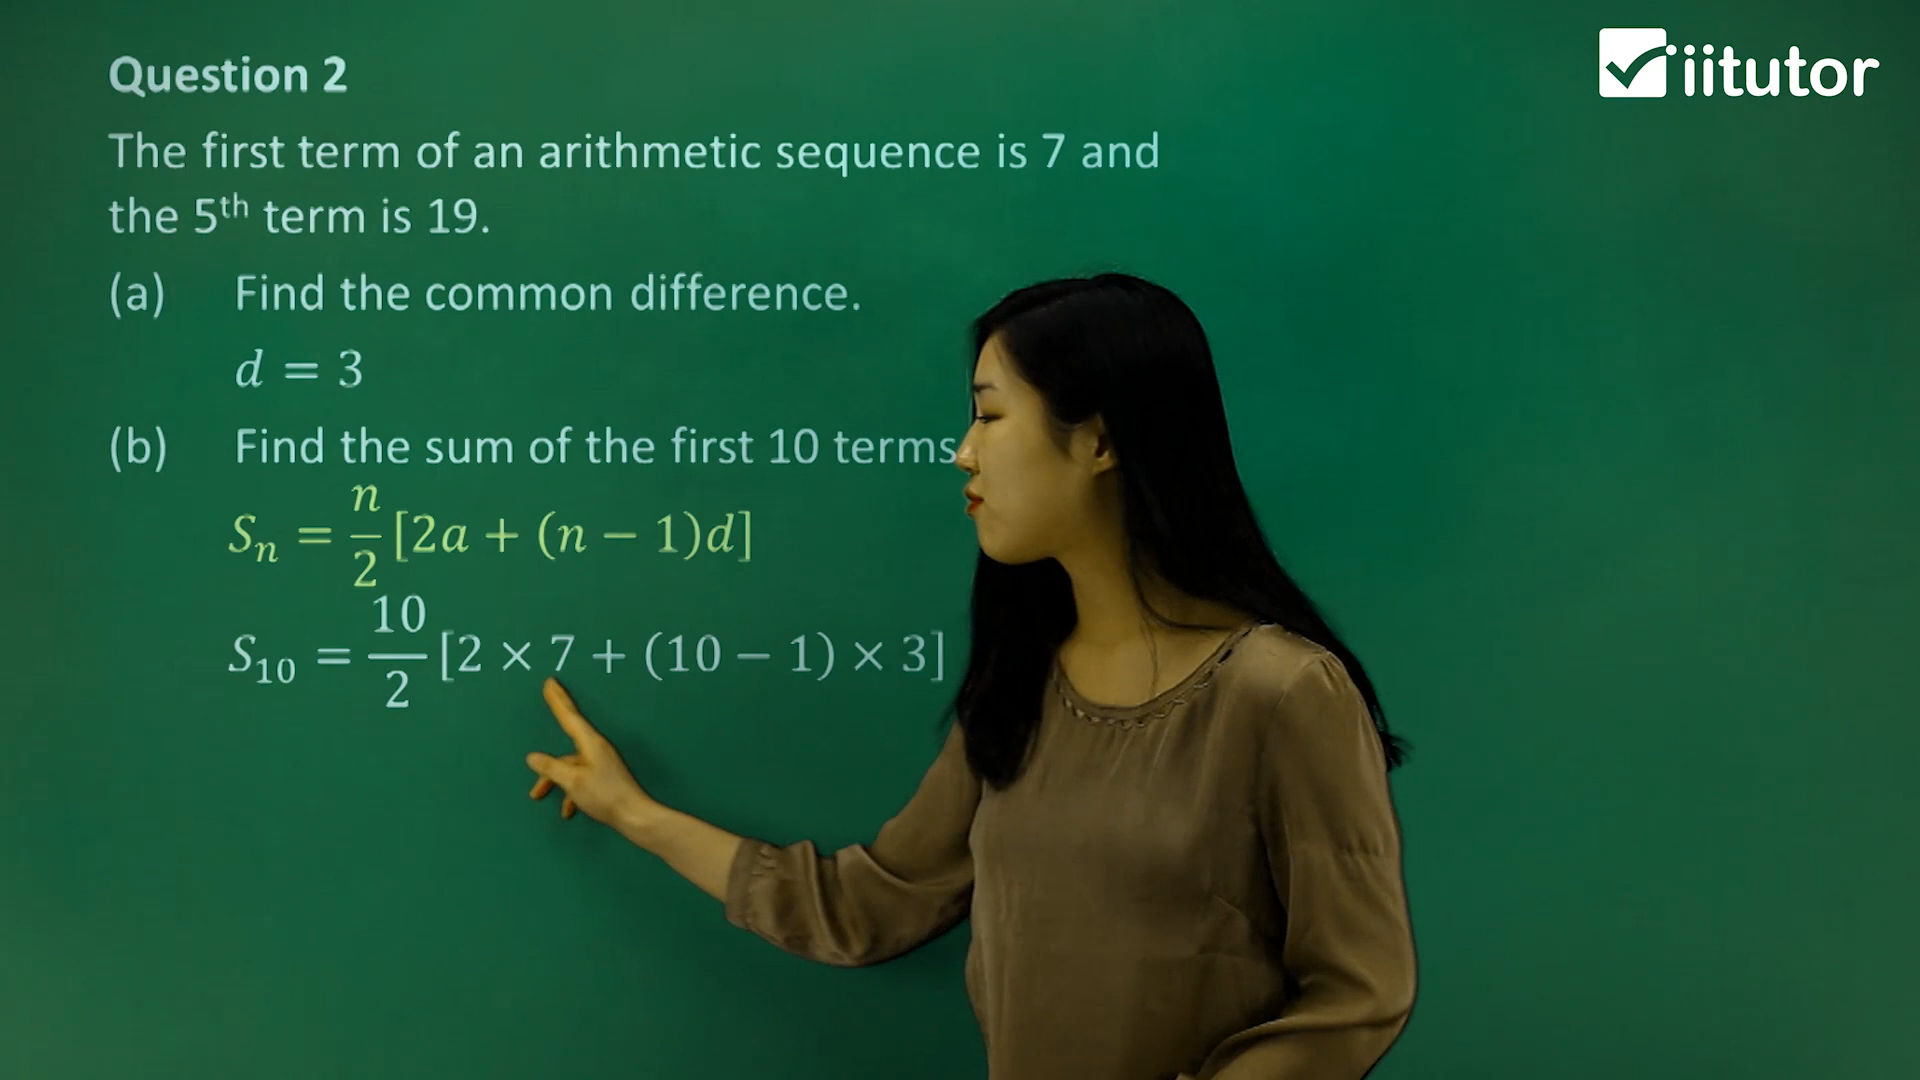 iitutor
Question 2
The first term of an arithmetic sequence is 7 and
the 5th term is 19.
(a) Find the common difference.
d = 3
(b) Find the sum of the first 10 terms
Sₙ = n/2 [2a + (n − 1)d]
S₁₀ = 10/2 [2 × 7 + (10 − 1) × 3]